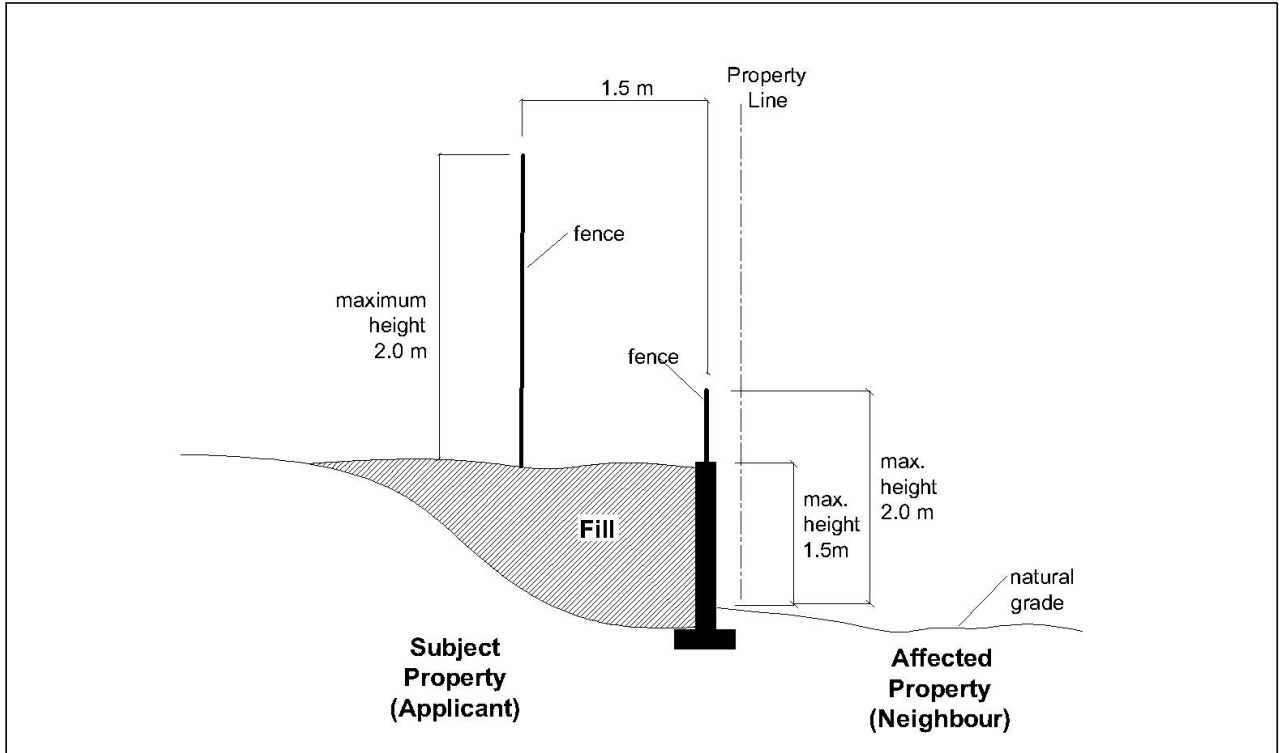 1.5 m
Property
Line
fence
maximum
height
2.0 m
fence
max.
height
2.0 m
max.
height
1.5m
Fill
natural
grade
Subject
Property
(Applicant)
Affected
Property
(Neighbour)